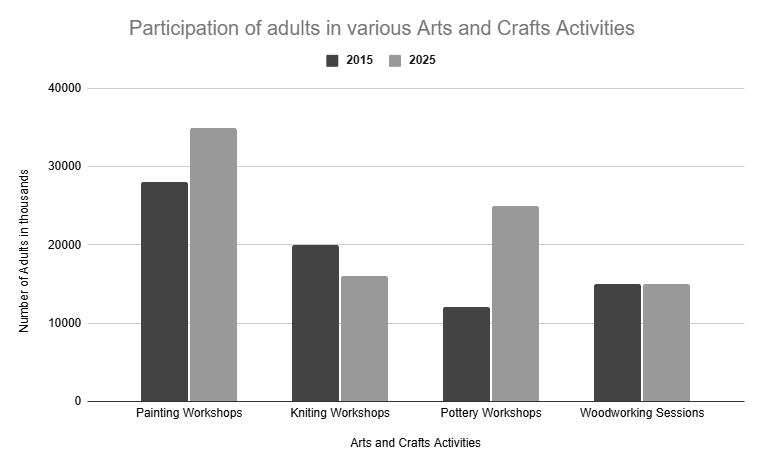 Participation of adults in various Arts and Crafts Activities
2015 2025
Number of Adults in thousands
40000
30000
20000
10000
0
Painting Workshops Kniting Workshops Pottery Workshops Woodworking Sessions
Arts and Crafts Activities